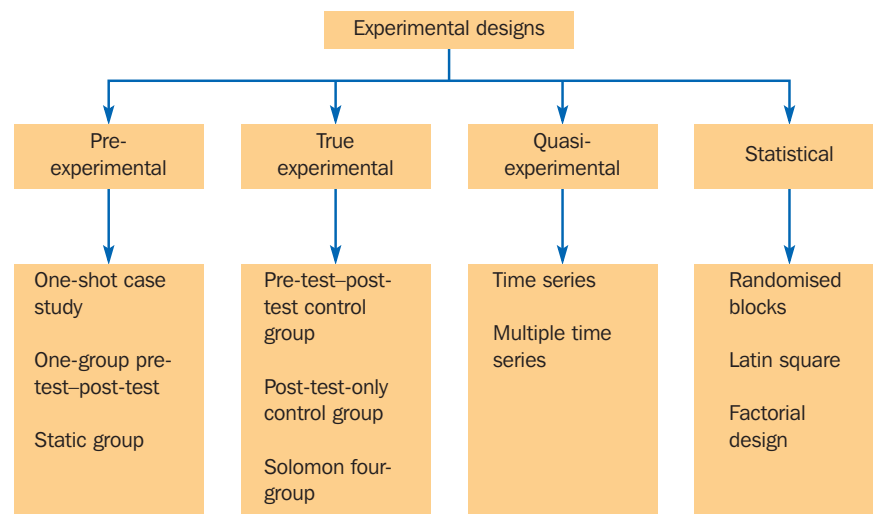 Experimental designs
Pre-
experimental
True
experimental
Quasi-
experimental
Statistical
One-shot case
study
One-group pre-
test–post-test
Static group
Pre-test–post-
test control
group
Post-test-only
control group
Solomon four-
group
Time series
Multiple time
series
Randomised
blocks
Latin square
Factorial
design